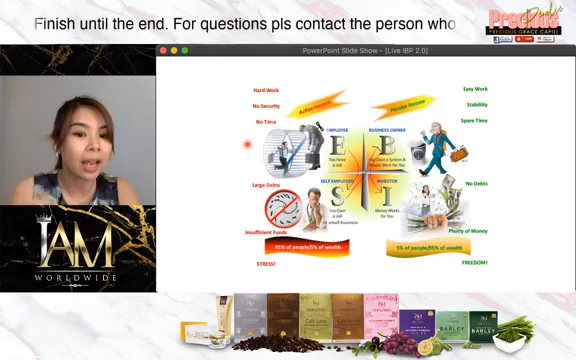 Finish until the end. For questions pls contact the person who
Precious
PRECIOUS GRACE CAPILI
PowerPoint Slide Show - [Live IBP 2.0]
Hard Work
Easy Work
Active Income
Passive Income
No Security
Stability
No Time
Spare Time
EMPLOYEE
BUSINESS OWNER
E
B
You Have
a Job
You Own a System &
People Work for You
SELF EMPLOYED
INVESTOR
S
I
You Own
a Job
or small business
Money Works
for You
Large Debts
No Debts
Insufficient Funds
Plenty of Money
95% of people/5% of wealth
5% of people/95% of wealth
STRESS!
FREEDOM!
IAM
WORLDWIDE
AMAZING
BARLEY
BARLEY